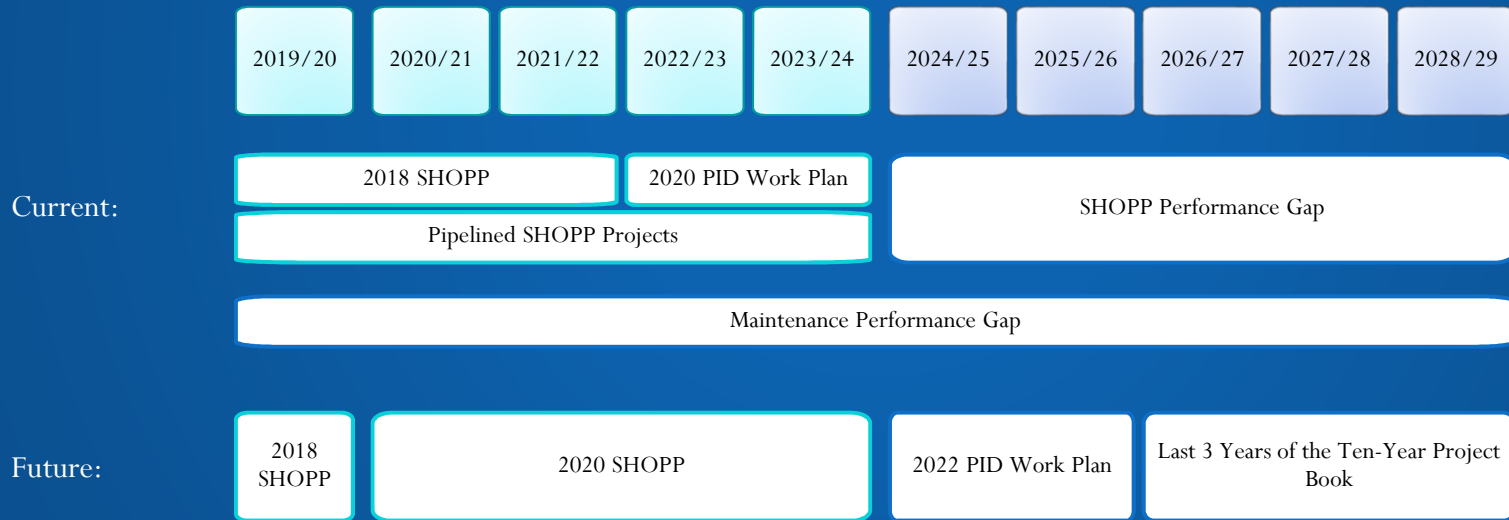 2019/20 2020/21 2021/22 2022/23 2023/24 2024/25 2025/26 2026/27 2027/28 2028/29
Current:
2018 SHOPP
2020 PID Work Plan
Pipelined SHOPP Projects
SHOPP Performance Gap
Maintenance Performance Gap
Future:
2018
SHOPP
2020 SHOPP
2022 PID Work Plan
Last 3 Years of the Ten-Year Project
Book